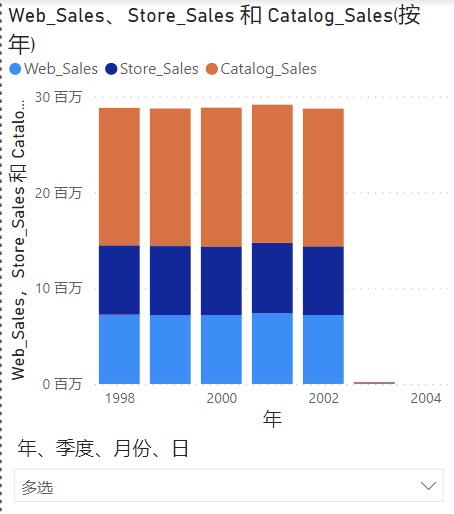 Web_Sales、Store_Sales 和 Catalog_Sales(按
年)
Web_Sales Store_Sales Catalog_Sales
Web_Sales，Store_Sales 和 Catalo...
30 百万
20 百万
10 百万
0 百万
1998 2000 2002 2004
年
年、季度、月份、日
多选